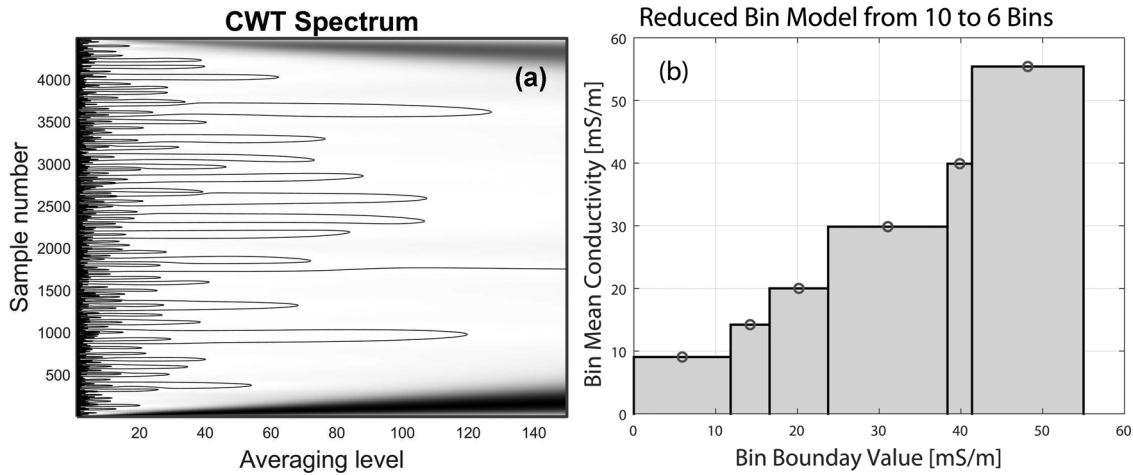 CWT Spectrum
(a)
Sample number
4000
3500
3000
2500
2000
1500
1000
500
20 40 60 80 100 120 140
Averaging level
Reduced Bin Model from 10 to 6 Bins
(b)
Bin Mean Conductivity [mS/m]
60
50
40
30
20
10
0
0 10 20 30 40 50 60
Bin Bounday Value [mS/m]